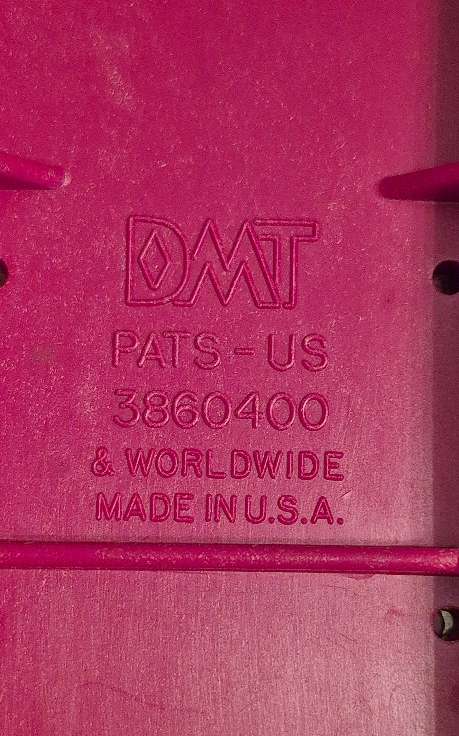 DMT
PATS - US
3860400
& WORLDWIDE
MADE IN U.S.A.